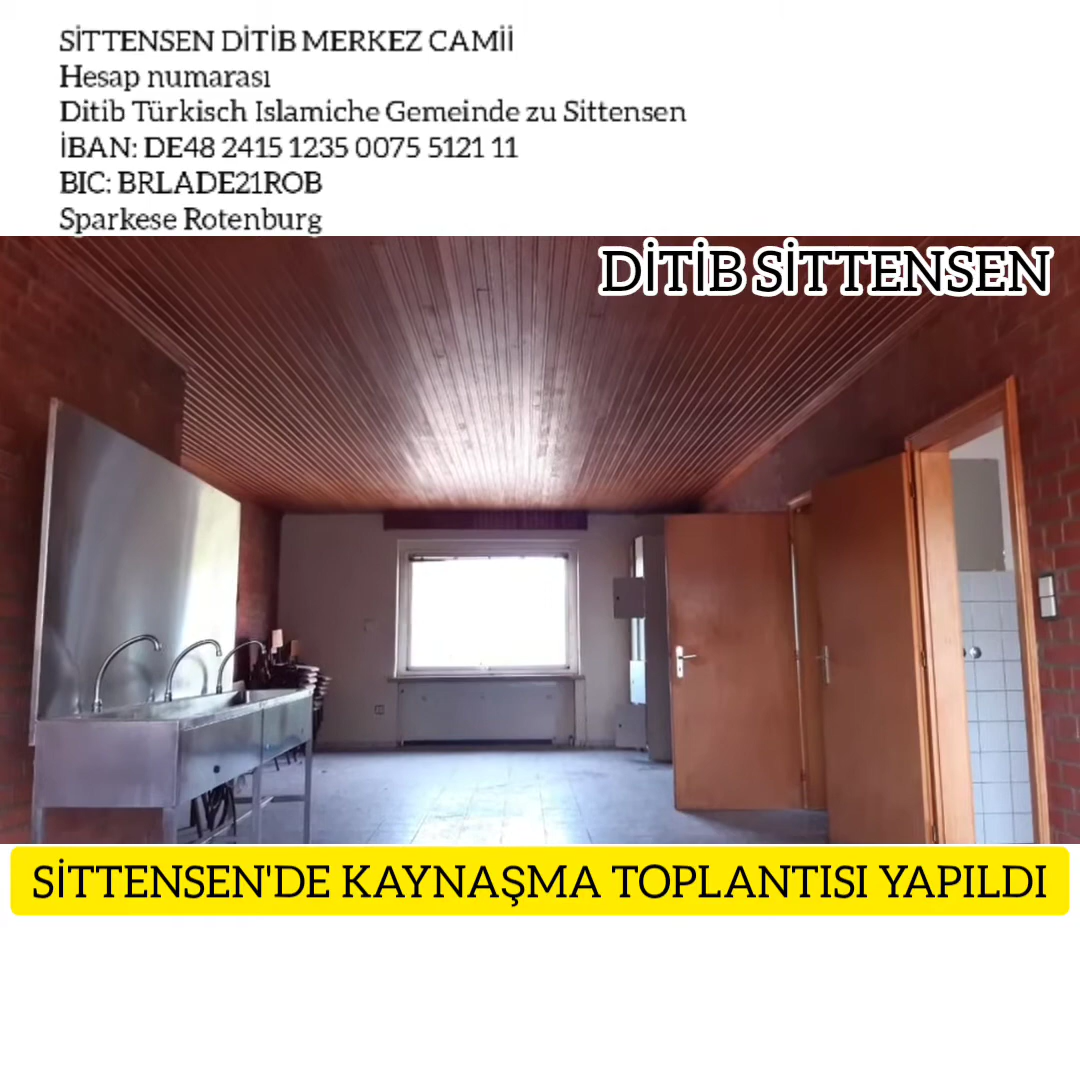 SİTTENSEN DİTİB MERKEZ CAMİİ
Hesap numarası
Ditib Türkisch Islamiche Gemeinde zu Sittensen
İBAN: DE48 2415 1235 0075 5121 11
BIC: BRLADE21ROB
Sparkese Rotenburg
DİTİB SİTTENSEN
SİTTENSEN'DE KAYNAŞMA TOPLANTISI YAPILDI